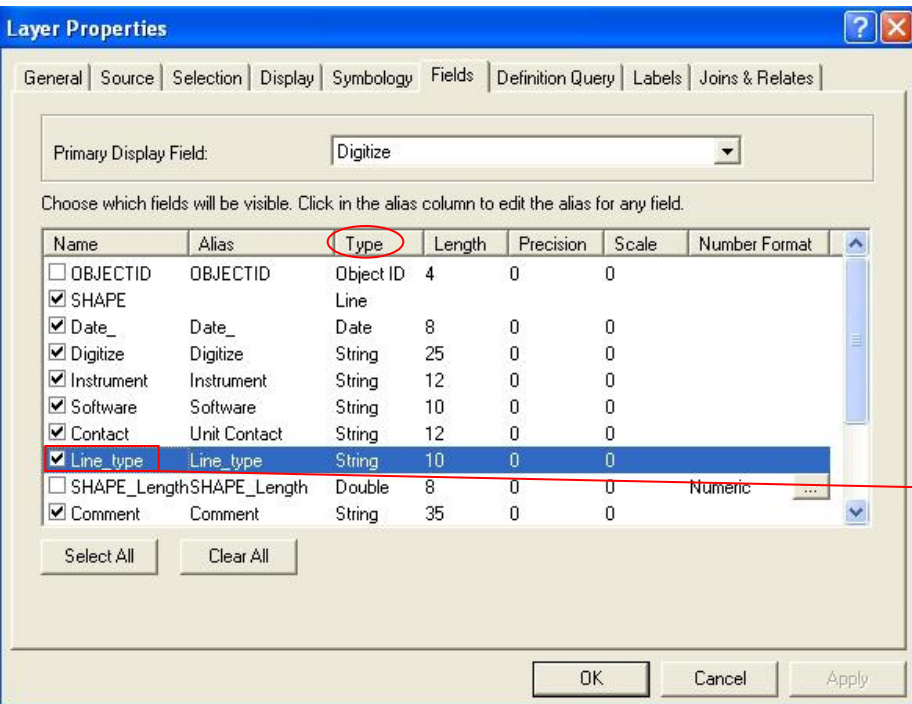 Layer Properties
General Source Selection Display Symbology Fields Definition Query Labels Joins & Relates
Primary Display Field: Digitize
Choose which fields will be visible. Click in the alias column to edit the alias for any field.
Name Alias Type Length Precision Scale Number Format
OBJECTID OBJECTID Object ID 4 0 0
SHAPE Line
Date_ Date_ Date 8 0 0
Digitize Digitize String 25 0 0
Instrument Instrument String 12 0 0
Software Software String 10 0 0
Contact Unit Contact String 12 0 0
Line_type Line_type String 10 0 0
SHAPE_Length SHAPE_Length Double 8 0 0 Numeric ...
Comment Comment String 35 0 0
Select All Clear All
OK Cancel Apply